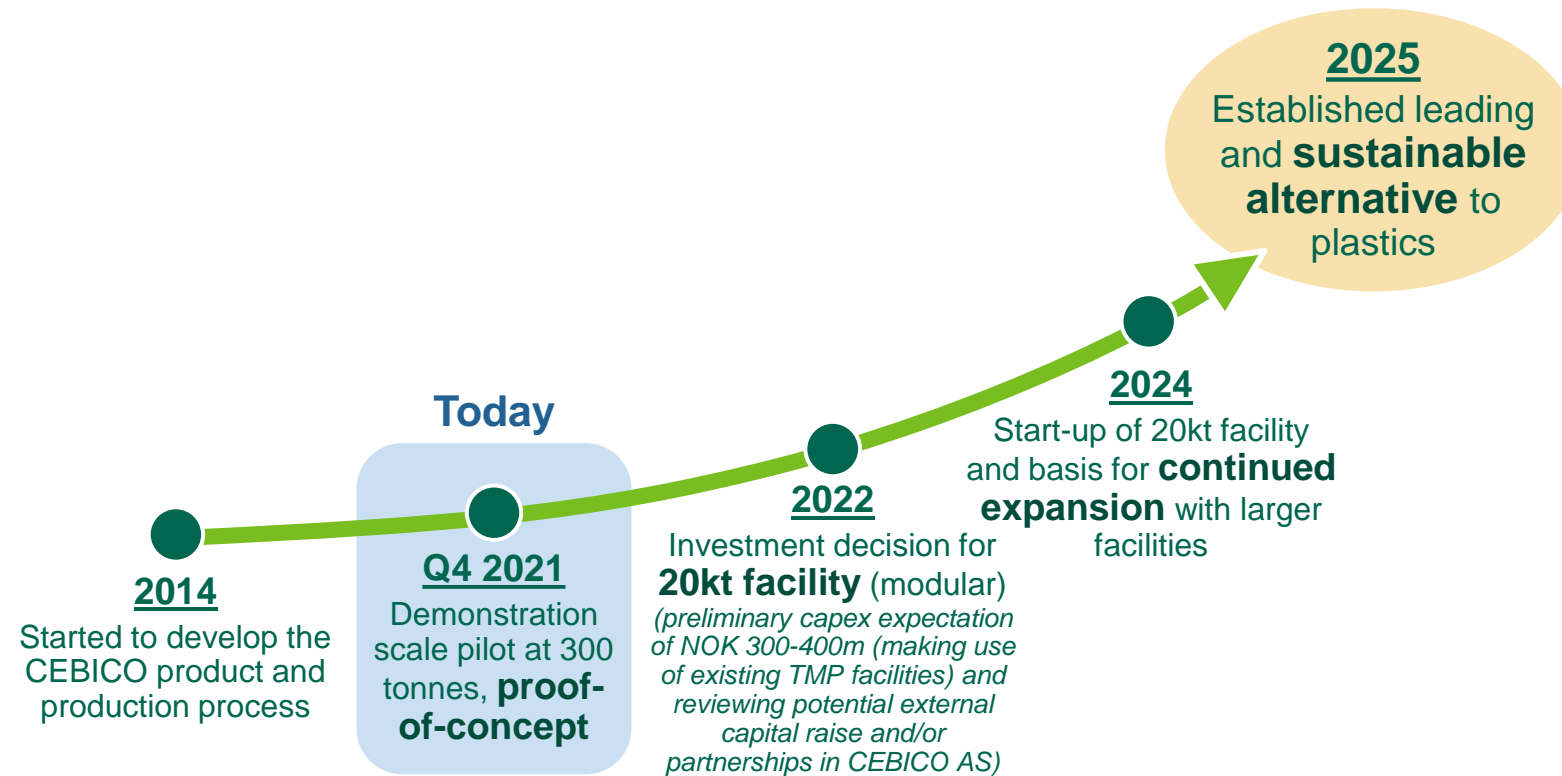 2014
Started to develop the
CEBICO product and
production process
Today
Q4 2021
Demonstration
scale pilot at 300
tonnes, proof-
of-concept
2022
Investment decision for
20kt facility (modular)
(preliminary capex expectation
of NOK 300-400m (making use
of existing TMP facilities) and
reviewing potential external
capital raise and/or
partnerships in CEBICO AS)
2024
Start-up of 20kt facility
and basis for continued
expansion with larger
facilities
2025
Established leading
and sustainable
alternative to
plastics